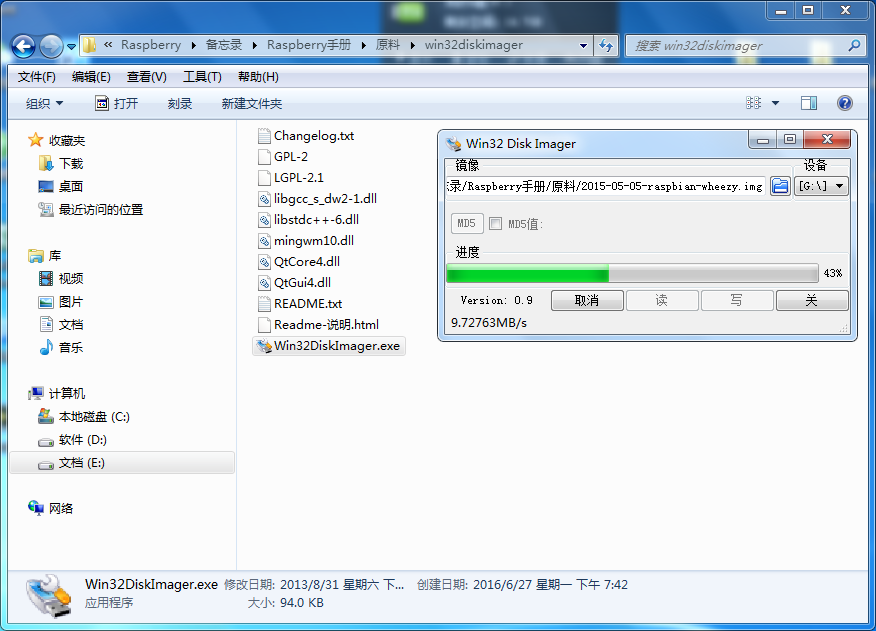 « Raspberry ▸ 备忘录 ▸ Raspberry手册 ▸ 原料 ▸ win32diskimager
搜索 win32diskimager
文件(F) 编辑(E) 查看(V) 工具(T) 帮助(H)
组织 打开 刻录 新建文件夹
收藏夹
下载
桌面
最近访问的位置
库
视频
图片
文档
音乐
计算机
本地磁盘 (C:)
软件 (D:)
文档 (E:)
网络
Changelog.txt
GPL-2
LGPL-2.1
libgcc_s_dw2-1.dll
libstdc++-6.dll
mingwm10.dll
QtCore4.dll
QtGui4.dll
README.txt
Readme-说明.html
Win32DiskImager.exe
Win32 Disk Imager
镜像 设备
录/Raspberry手册/原料/2015-05-05-raspbian-wheezy.img [G:\]
MD5 MD5值:
进度
43%
Version: 0.9 取消 读 写 关
9.72763MB/s
Win32DiskImager.exe 修改日期: 2013/8/31 星期六 下... 创建日期: 2016/6/27 星期一 下午 7:42
应用程序 大小: 94.0 KB